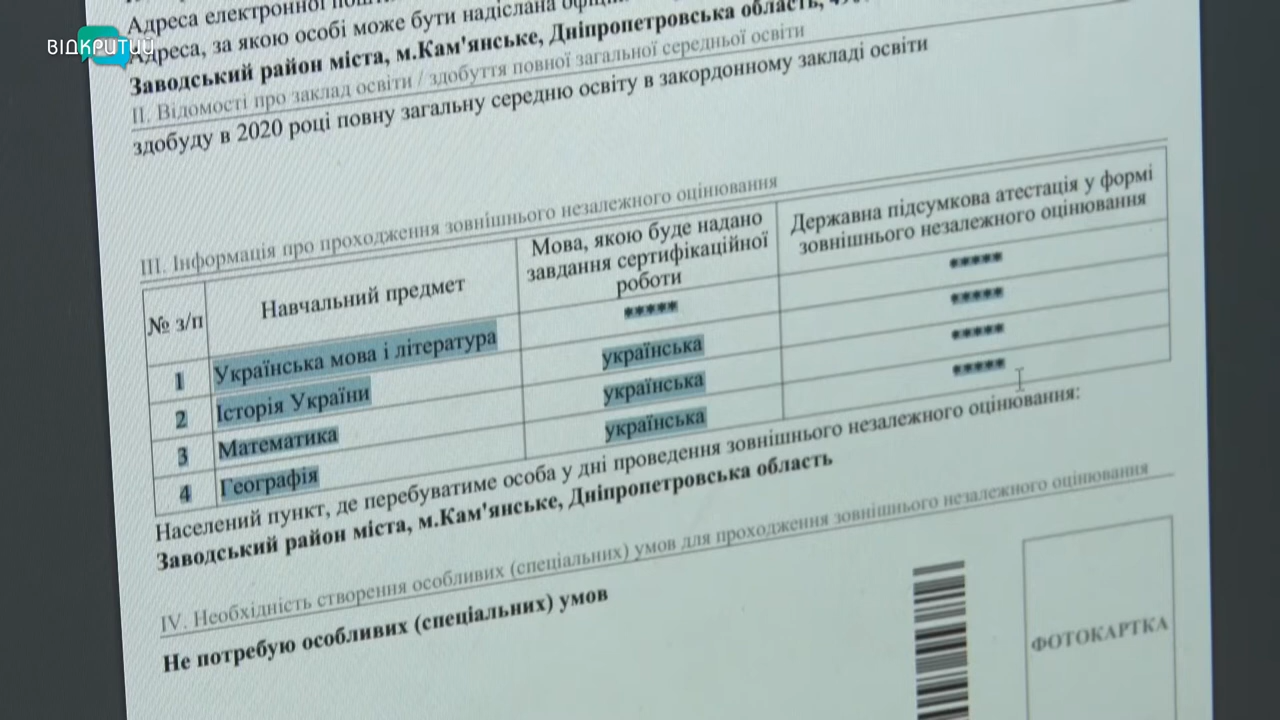 ВІДКРИТИЙ
Адреса електронної
Адреса, за якою особі може бути надіслана
Заводський район міста, м.Кам'янське, Дніпропетровська область,
ІІ. Відомості про заклад освіти / здобуття повної загальної середньої освіти
здобуду в 2020 році повну загальну середню освіту в закордонному закладі освіти
ІІІ. Інформація про проходження зовнішнього незалежного оцінювання
№ з/п Навчальний предмет Мова, якою буде надано завдання сертифікаційної роботи Державна підсумкова атестація у формі зовнішнього незалежного оцінювання
1 Українська мова і література ***** *****
2 Історія України українська *****
3 Математика українська *****
4 Географія українська *****
Населений пункт, де перебуватиме особа у дні проведення зовнішнього незалежного оцінювання:
Заводський район міста, м.Кам'янське, Дніпропетровська область
IV. Необхідність створення особливих (спеціальних) умов для проходження зовнішнього незалежного оцінювання
Не потребую особливих (спеціальних) умов
ФОТОКАРТКА